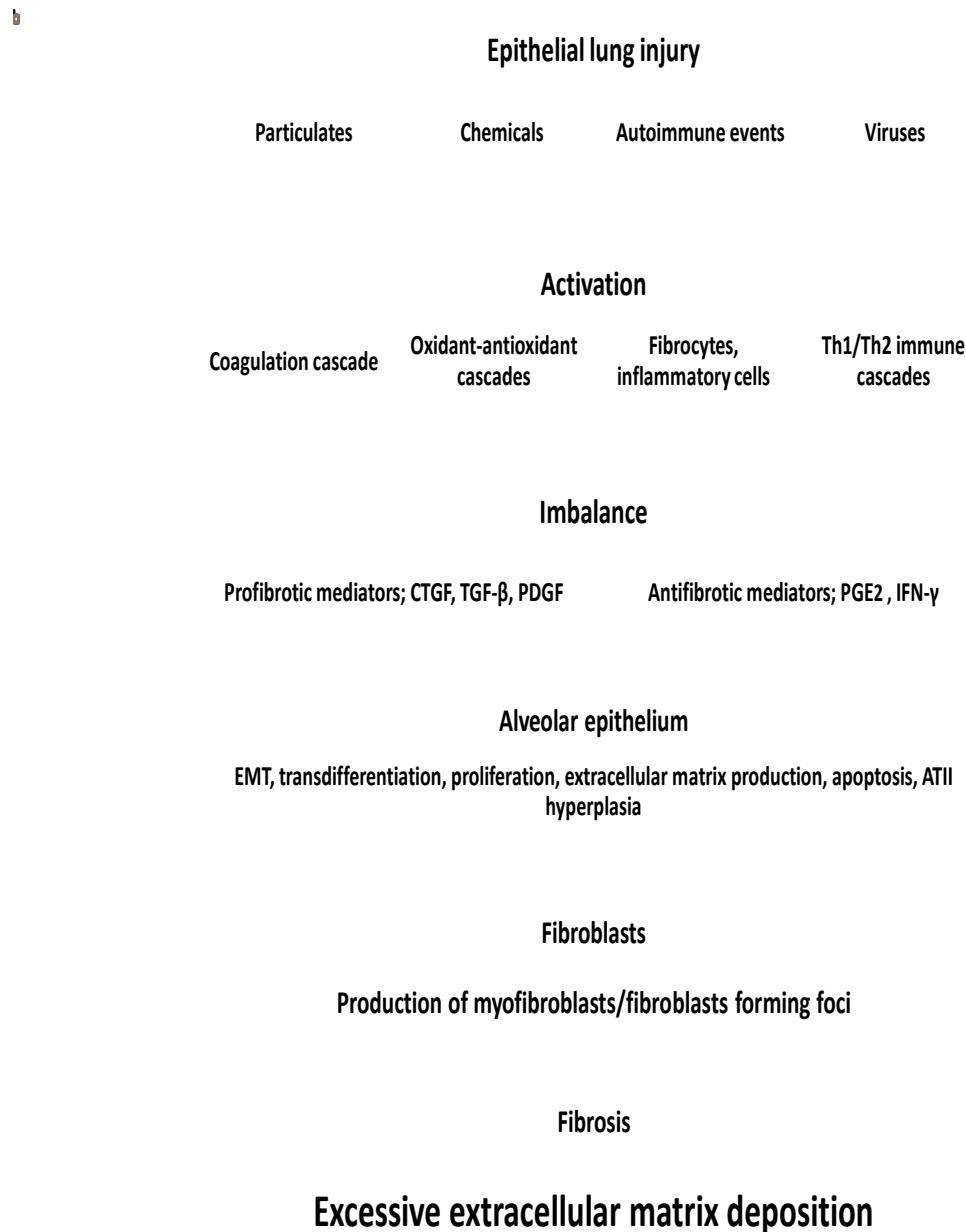 b
Epithelial lung injury
Particulates Chemicals Autoimmune events Viruses
Activation
Coagulation cascade
Oxidant-antioxidant
cascades
Fibrocytes,
inflammatory cells
Th1/Th2 immune
cascades
Imbalance
Profibrotic mediators; CTGF, TGF-β, PDGF Antifibrotic mediators; PGE2 , IFN-γ
Alveolar epithelium
EMT, transdifferentiation, proliferation, extracellular matrix production, apoptosis, ATII
hyperplasia
Fibroblasts
Production of myofibroblasts/fibroblasts forming foci
Fibrosis
Excessive extracellular matrix deposition